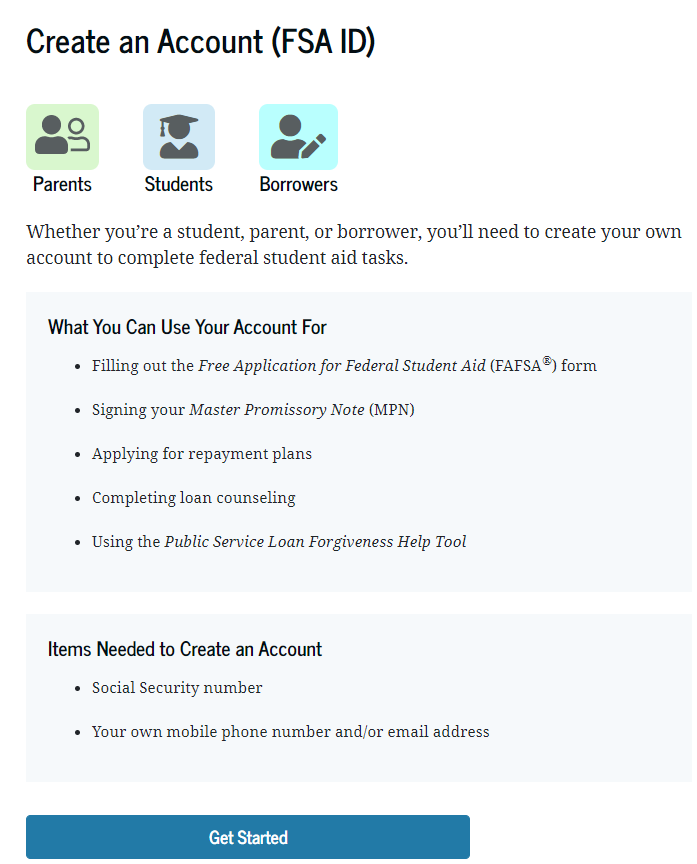 Create an Account (FSA ID)
Parents
Students
Borrowers
Whether you’re a student, parent, or borrower, you’ll need to create your own
account to complete federal student aid tasks.
What You Can Use Your Account For
• Filling out the Free Application for Federal Student Aid (FAFSA®) form
• Signing your Master Promissory Note (MPN)
• Applying for repayment plans
• Completing loan counseling
• Using the Public Service Loan Forgiveness Help Tool
Items Needed to Create an Account
• Social Security number
• Your own mobile phone number and/or email address
Get Started